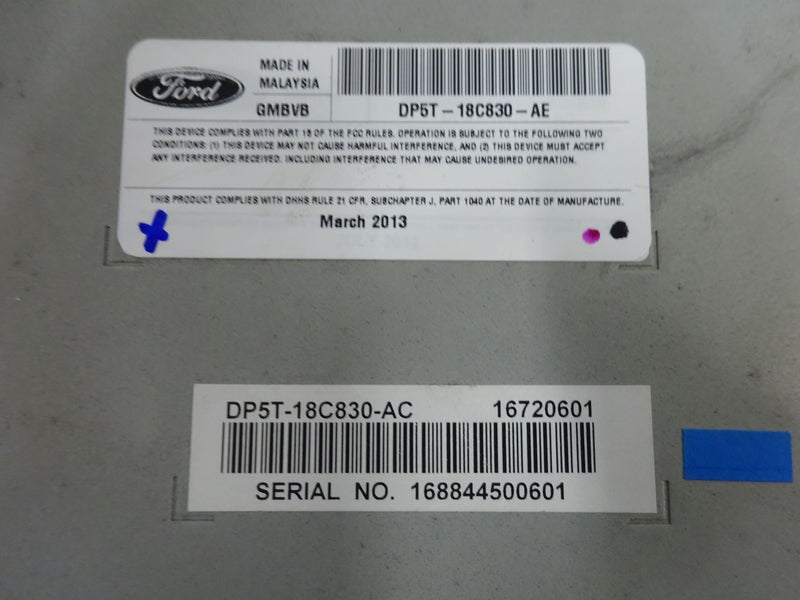 Ford
MADE IN
MALAYSIA
GMBVB
DP5T-18C830-AE
THIS DEVICE COMPLIES WITH PART 15 OF THE FCC RULES. OPERATION IS SUBJECT TO THE FOLLOWING TWO
CONDITIONS: (1) THIS DEVICE MAY NOT CAUSE HARMFUL INTERFERENCE, AND (2) THIS DEVICE MUST ACCEPT
ANY INTERFERENCE RECEIVED, INCLUDING INTERFERENCE THAT MAY CAUSE UNDESIRED OPERATION.
THIS PRODUCT COMPLIES WITH DHHS RULE 21 CFR, SUBCHAPTER J, PART 1040 AT THE DATE OF MANUFACTURE.
March 2013
JULY 2012
DP5T-18C830-AC 16720601
SERIAL NO. 168844500601